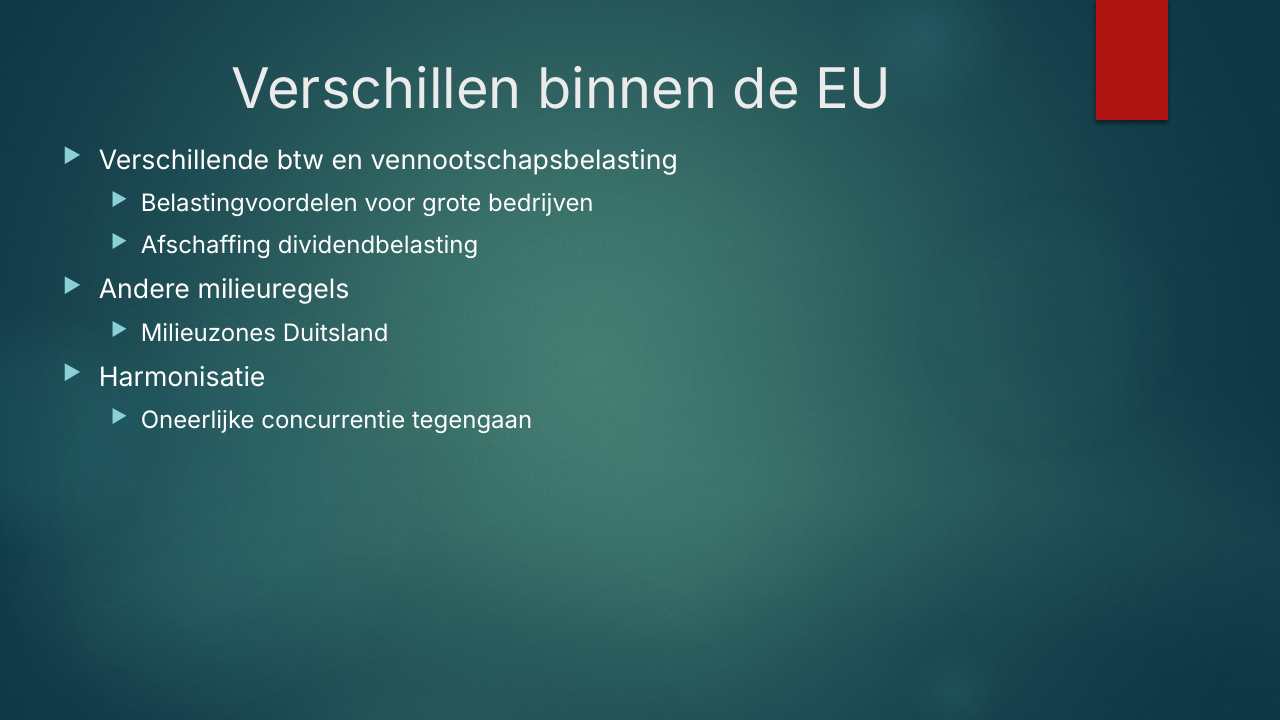 Verschillen binnen de EU
Verschillende btw en vennootschapsbelasting
Belastingvoordelen voor grote bedrijven
Afschaffing dividendbelasting
Andere milieuregels
Milieuzones Duitsland
Harmonisatie
Oneerlijke concurrentie tegengaan